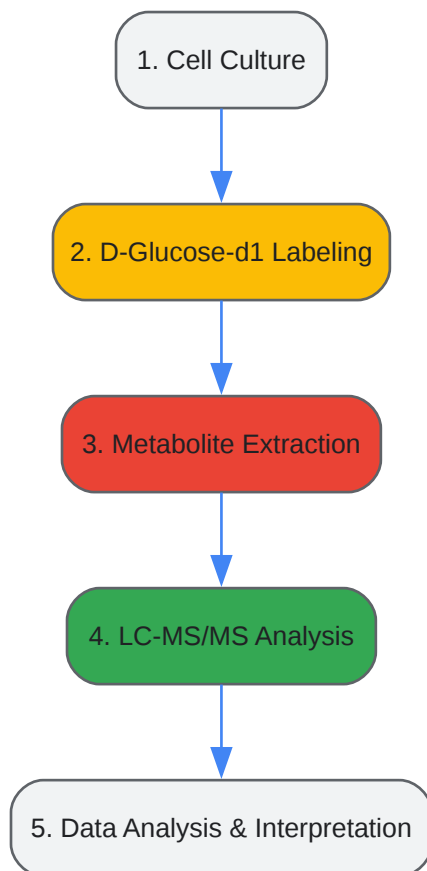 1. Cell Culture
2. D-Glucose-d1 Labeling
3. Metabolite Extraction
4. LC-MS/MS Analysis
5. Data Analysis & Interpretation